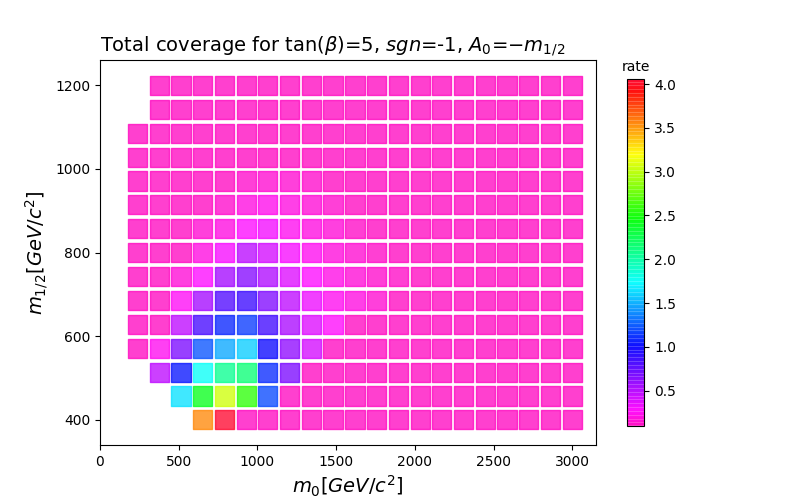 Total coverage for tan(β)=5, sgn=-1, A₀=−m₁/₂
rate
1200
1000
800
600
400
m₁/₂[GeV/c²]
0 500 1000 1500 2000 2500 3000
m₀[GeV/c²]
4.0
3.5
3.0
2.5
2.0
1.5
1.0
0.5